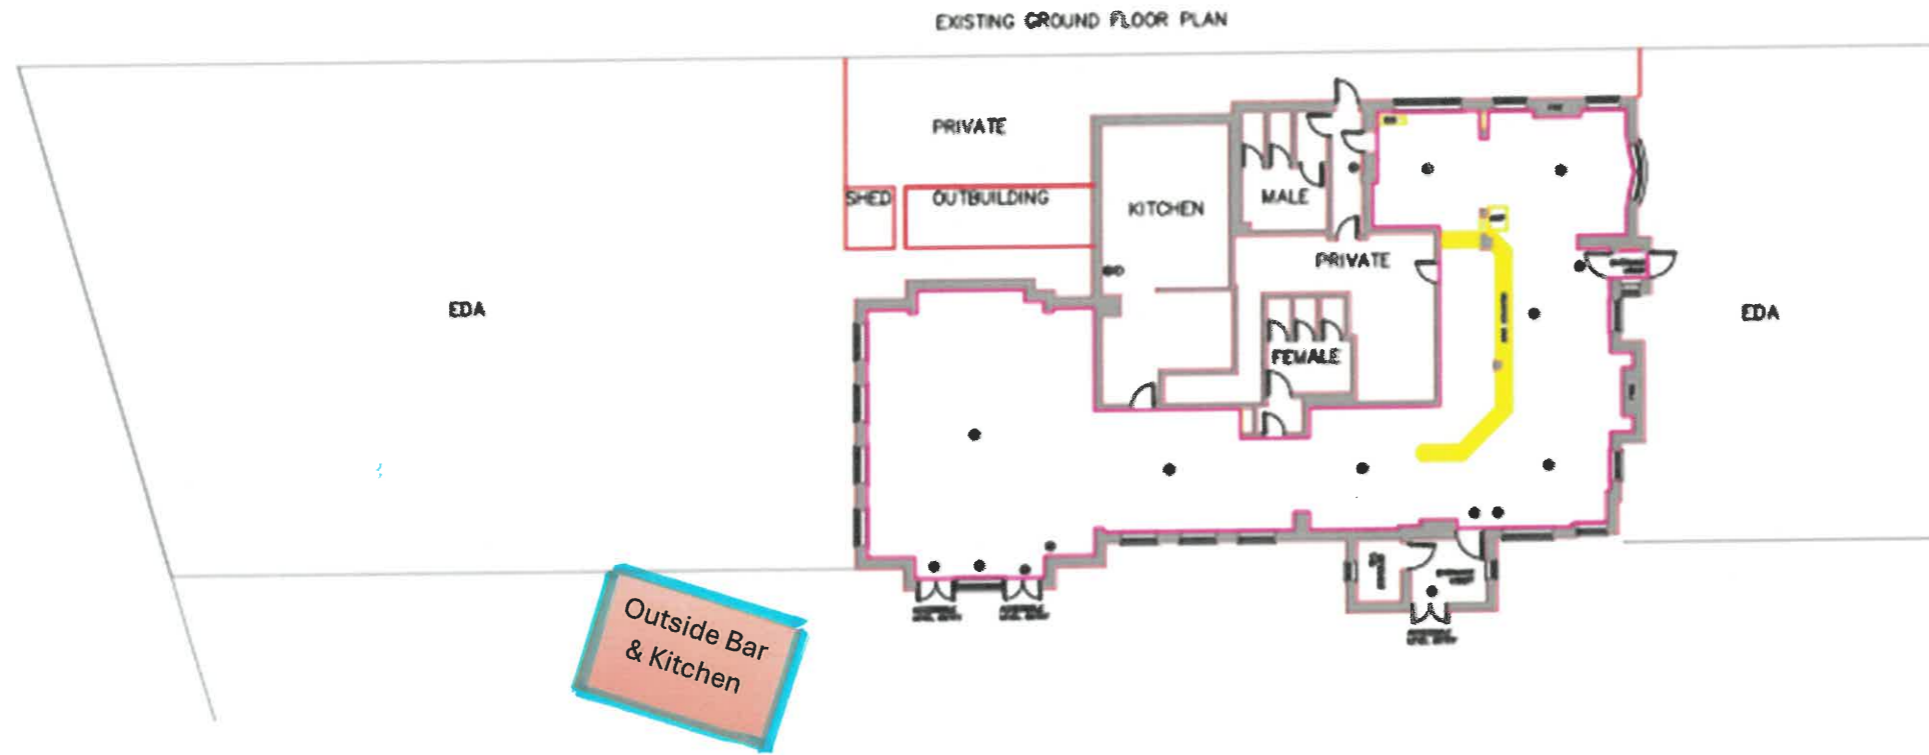 EXISTING GROUND FLOOR PLAN
PRIVATE
SHED
OUTBUILDING
KITCHEN
MALE
PRIVATE
EDA
EDA
FEMALE
Outside Bar
& Kitchen